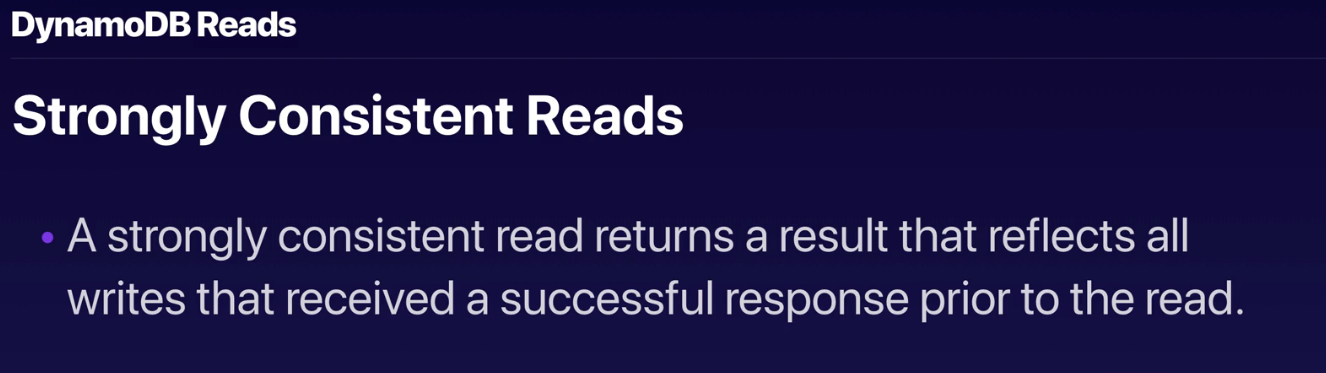 DynamoDB Reads
Strongly Consistent Reads
• A strongly consistent read returns a result that reflects all
writes that received a successful response prior to the read.